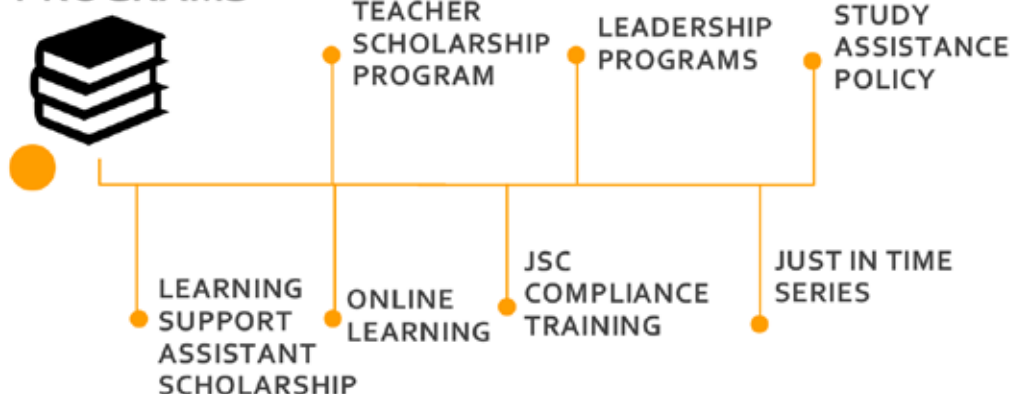 PROGRAMS
TEACHER
SCHOLARSHIP
PROGRAM
LEADERSHIP
PROGRAMS
STUDY
ASSISTANCE
POLICY
LEARNING
SUPPORT
ASSISTANT
SCHOLARSHIP
ONLINE
LEARNING
JSC
COMPLIANCE
TRAINING
JUST IN TIME
SERIES